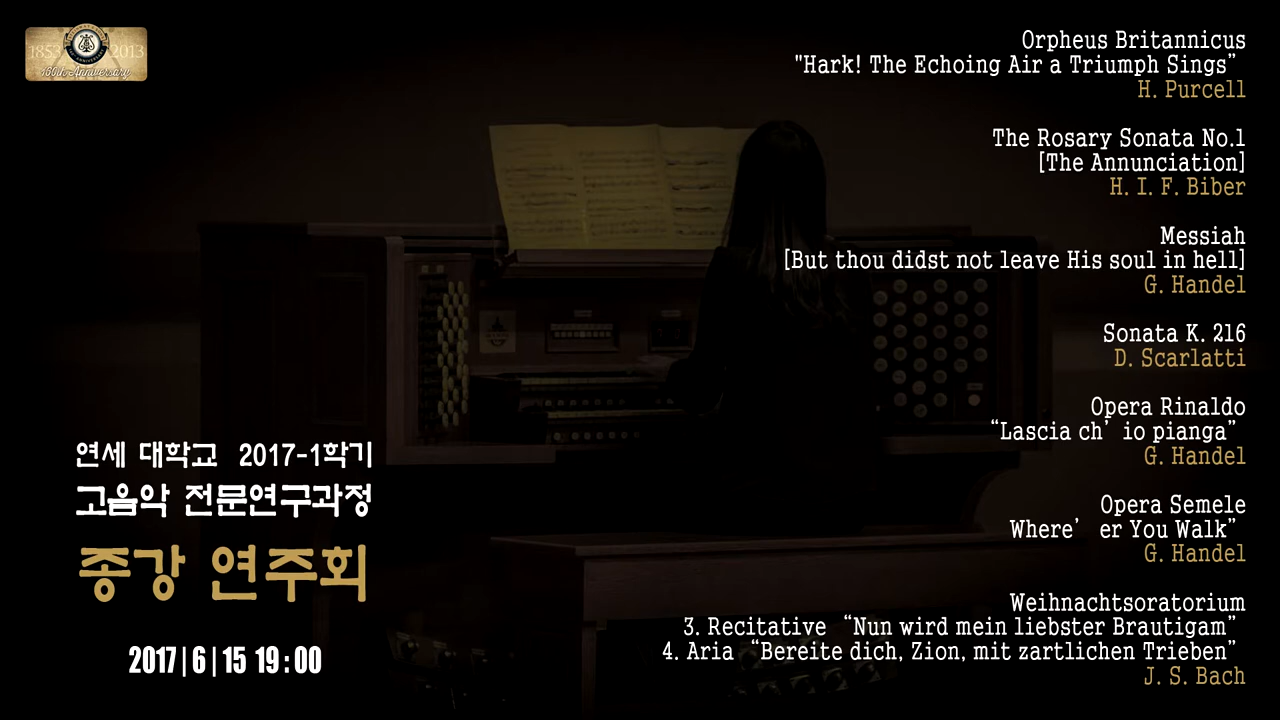 1853 2013
160th Anniversary
Orpheus Britannicus
"Hark! The Echoing Air a Triumph Sings”
H. Purcell
The Rosary Sonata No.1
[The Annunciation]
H. I. F. Biber
Messiah
[But thou didst not leave His soul in hell]
G. Handel
Sonata K. 216
D. Scarlatti
Opera Rinaldo
“Lascia ch’ io pianga”
G. Handel
Opera Semele
Where’ er You Walk”
G. Handel
Weihnachtsoratorium
3. Recitative “Nun wird mein liebster Brautigam”
4. Aria “Bereite dich, Zion, mit zartlichen Trieben”
J. S. Bach
연세 대학교 2017-1학기
고음악 전문연구과정
종강 연주회
2017|6|15 19:00